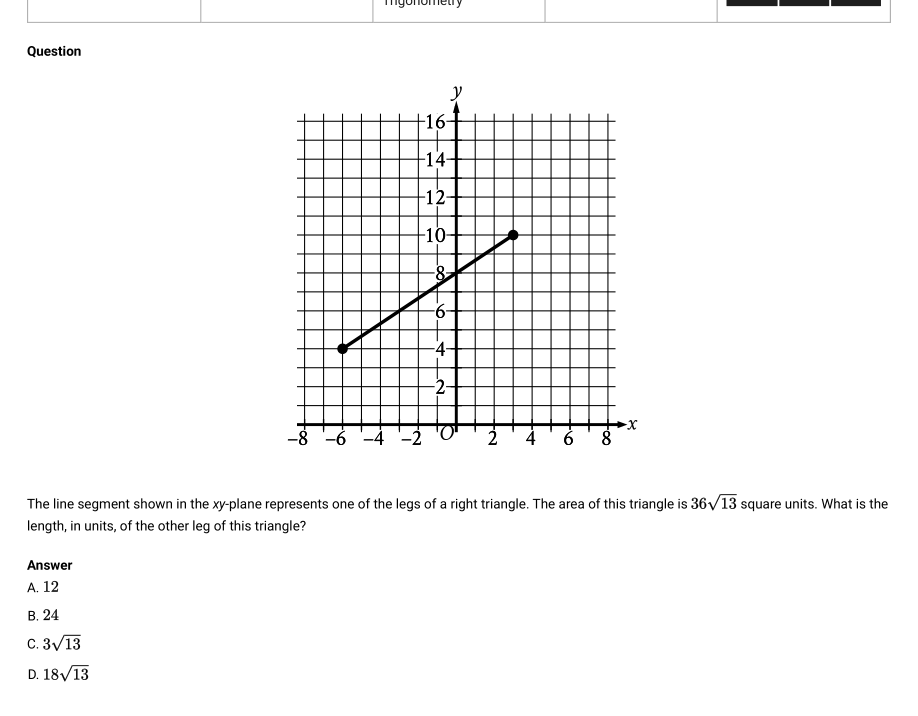 Trigonometry
Question
y
16
14
12
10
8
6
4
2
x
−8 −6 −4 −2 O 2 4 6 8
The line segment shown in the xy-plane represents one of the legs of a right triangle. The area of this triangle is 36√13 square units. What is the
length, in units, of the other leg of this triangle?
Answer
A. 12
B. 24
C. 3√13
D. 18√13